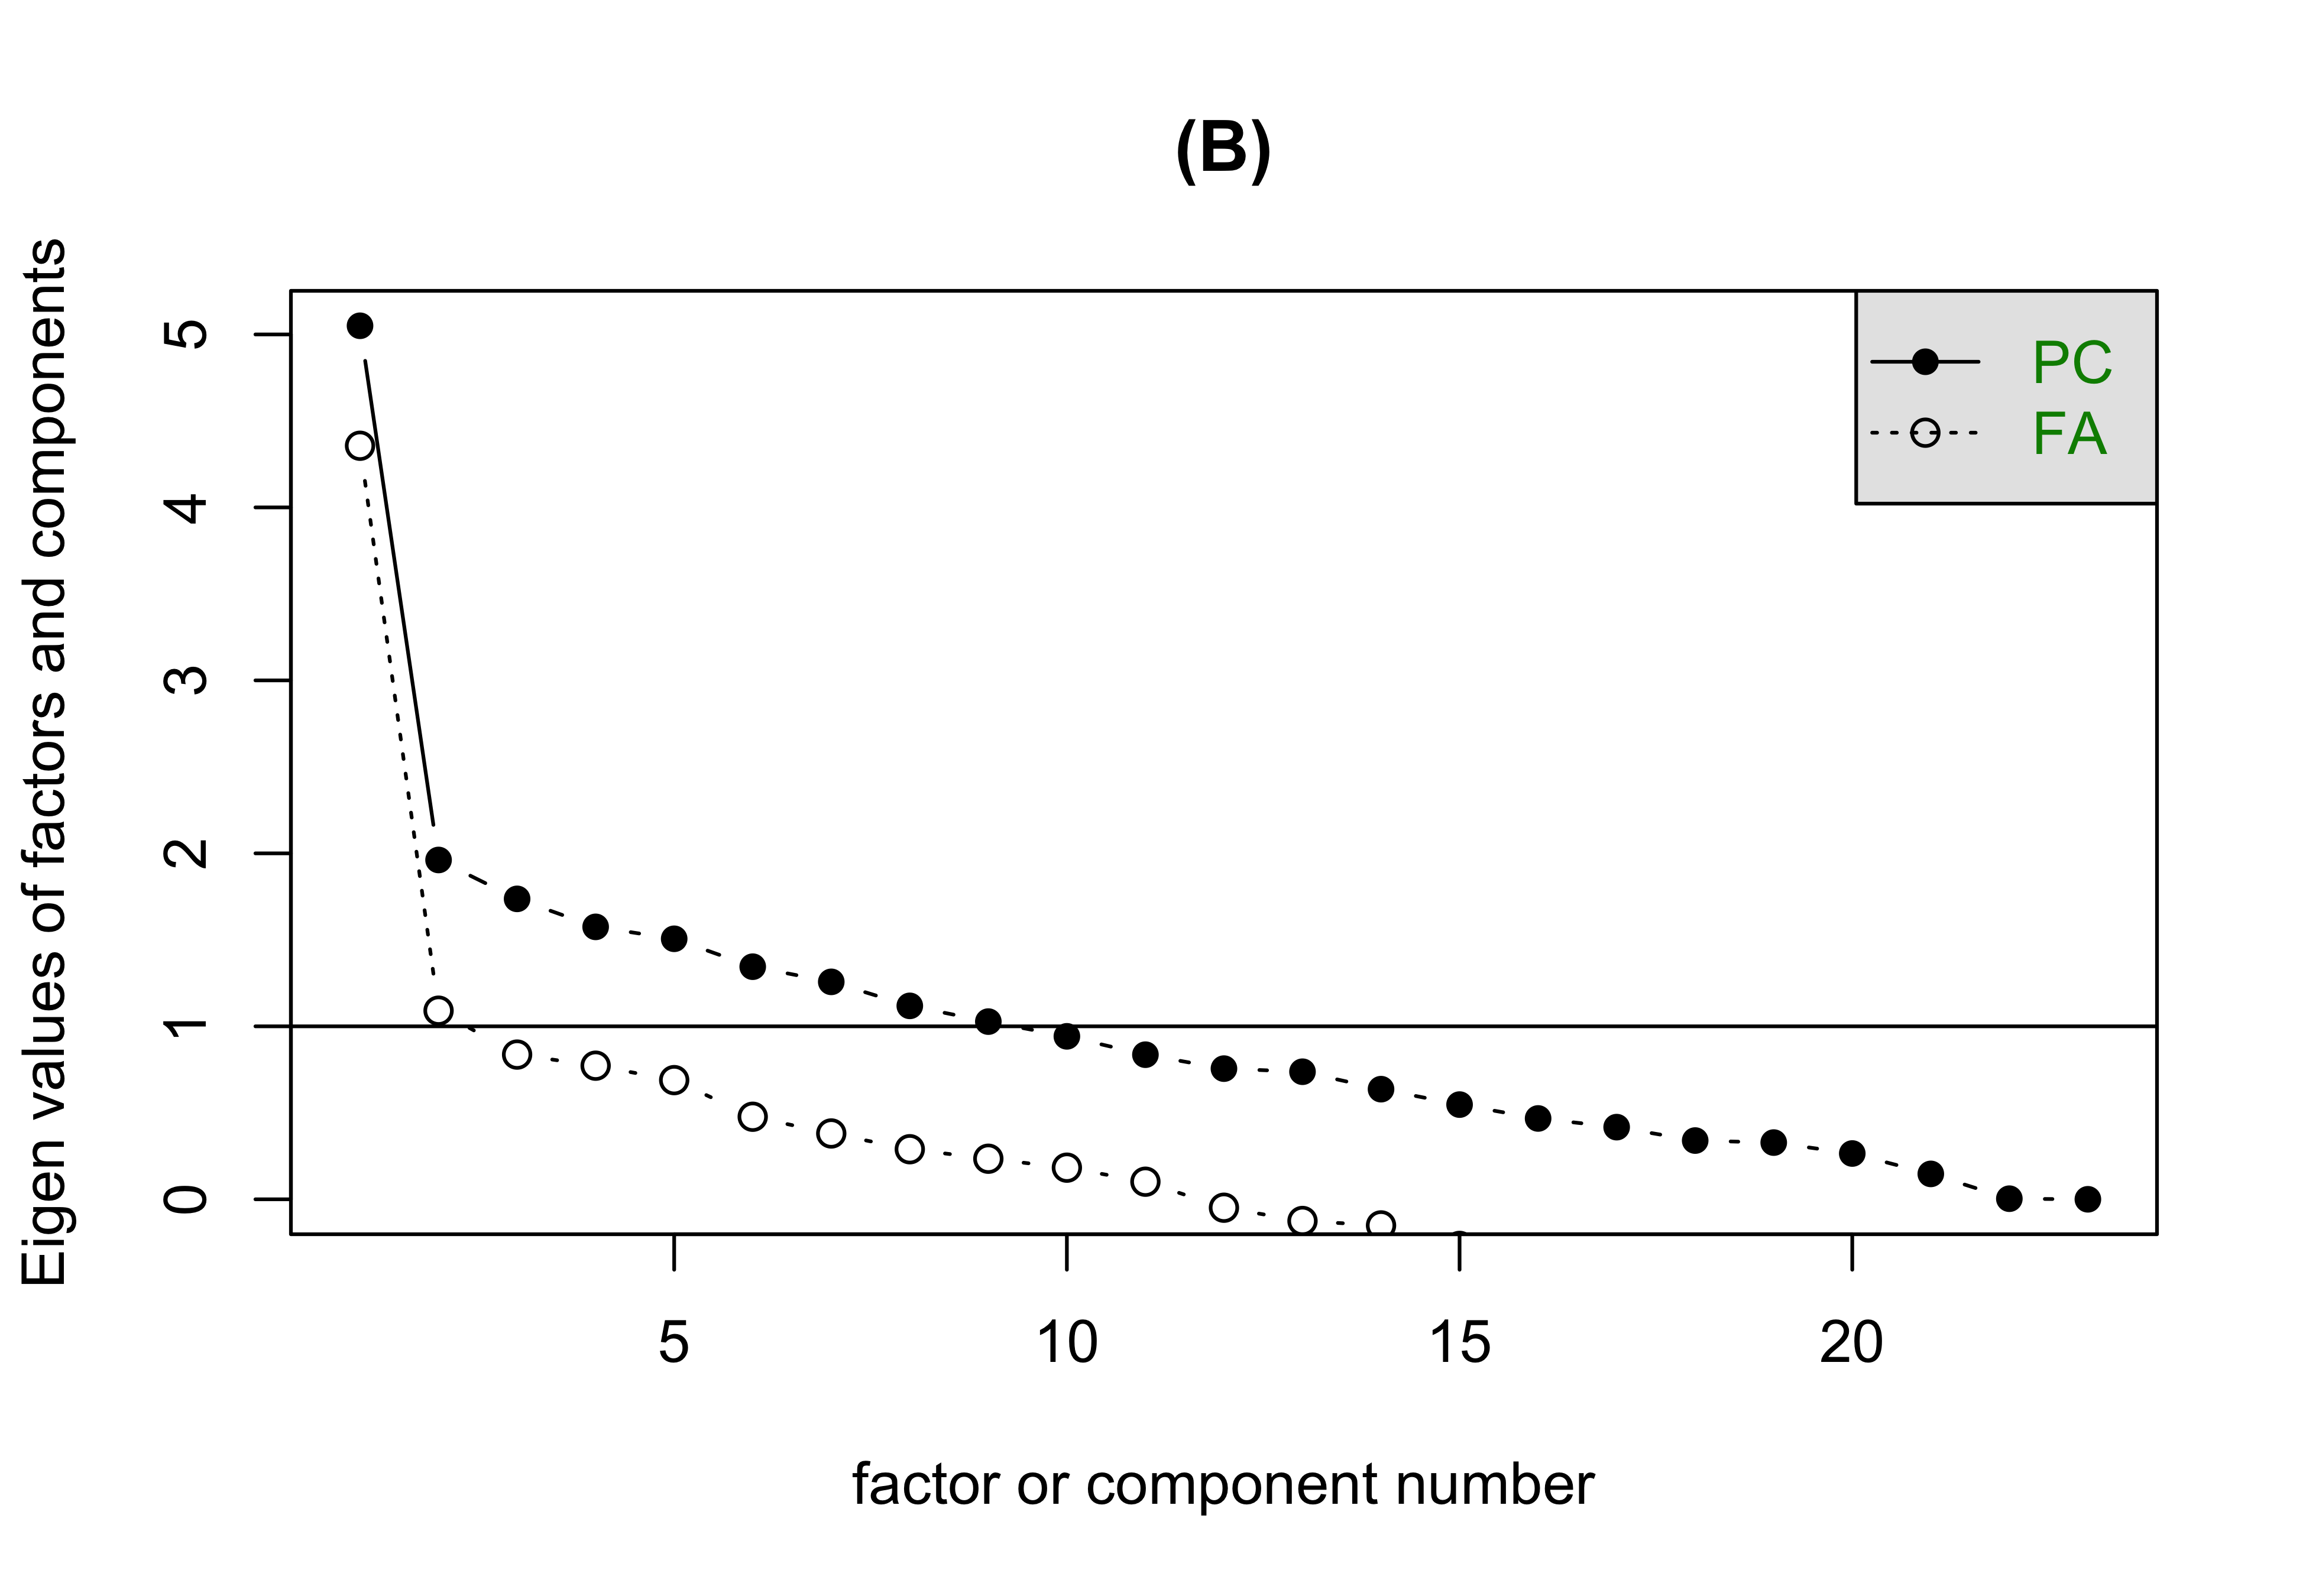 (B)
Eigen values of factors and components
5
4
3
2
1
0
PC
FA
5
10
15
20
factor or component number